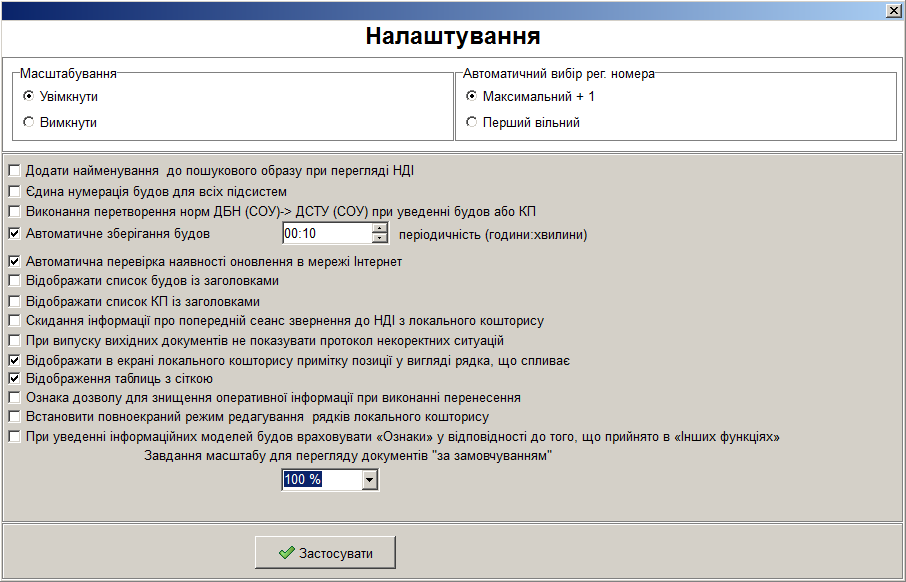 Налаштування
Масштабування
Увімкнути
Вимкнути
Автоматичний вибір рег. номера
Максимальний + 1
Перший вільний
Додати найменування до пошукового образу при перегляді НДІ
Єдина нумерація будов для всіх підсистем
Виконання перетворення норм ДБН (СОУ)-> ДСТУ (СОУ) при уведенні будов або КП
Автоматичне зберігання будов 00:10 періодичність (години:хвилини)
Автоматична перевірка наявності оновлення в мережі Інтернет
Відображати список будов із заголовками
Відображати список КП із заголовками
Скидання інформації про попередній сеанс звернення до НДІ з локального кошторису
При випуску вихідних документів не показувати протокол некоректних ситуацій
Відображати в екрані локального кошторису примітку позиції у вигляді рядка, що спливає
Відображення таблиць з сіткою
Ознака дозволу для знищення оперативної інформації при виконанні перенесення
Встановити повноекраний режим редагування рядків локального кошторису
При уведенні інформаційних моделей будов враховувати «Ознаки» у відповідності до того, що прийнято в «Інших функціях»
Завдання масштабу для перегляду документів "за замовчуванням"
100 %
Застосувати